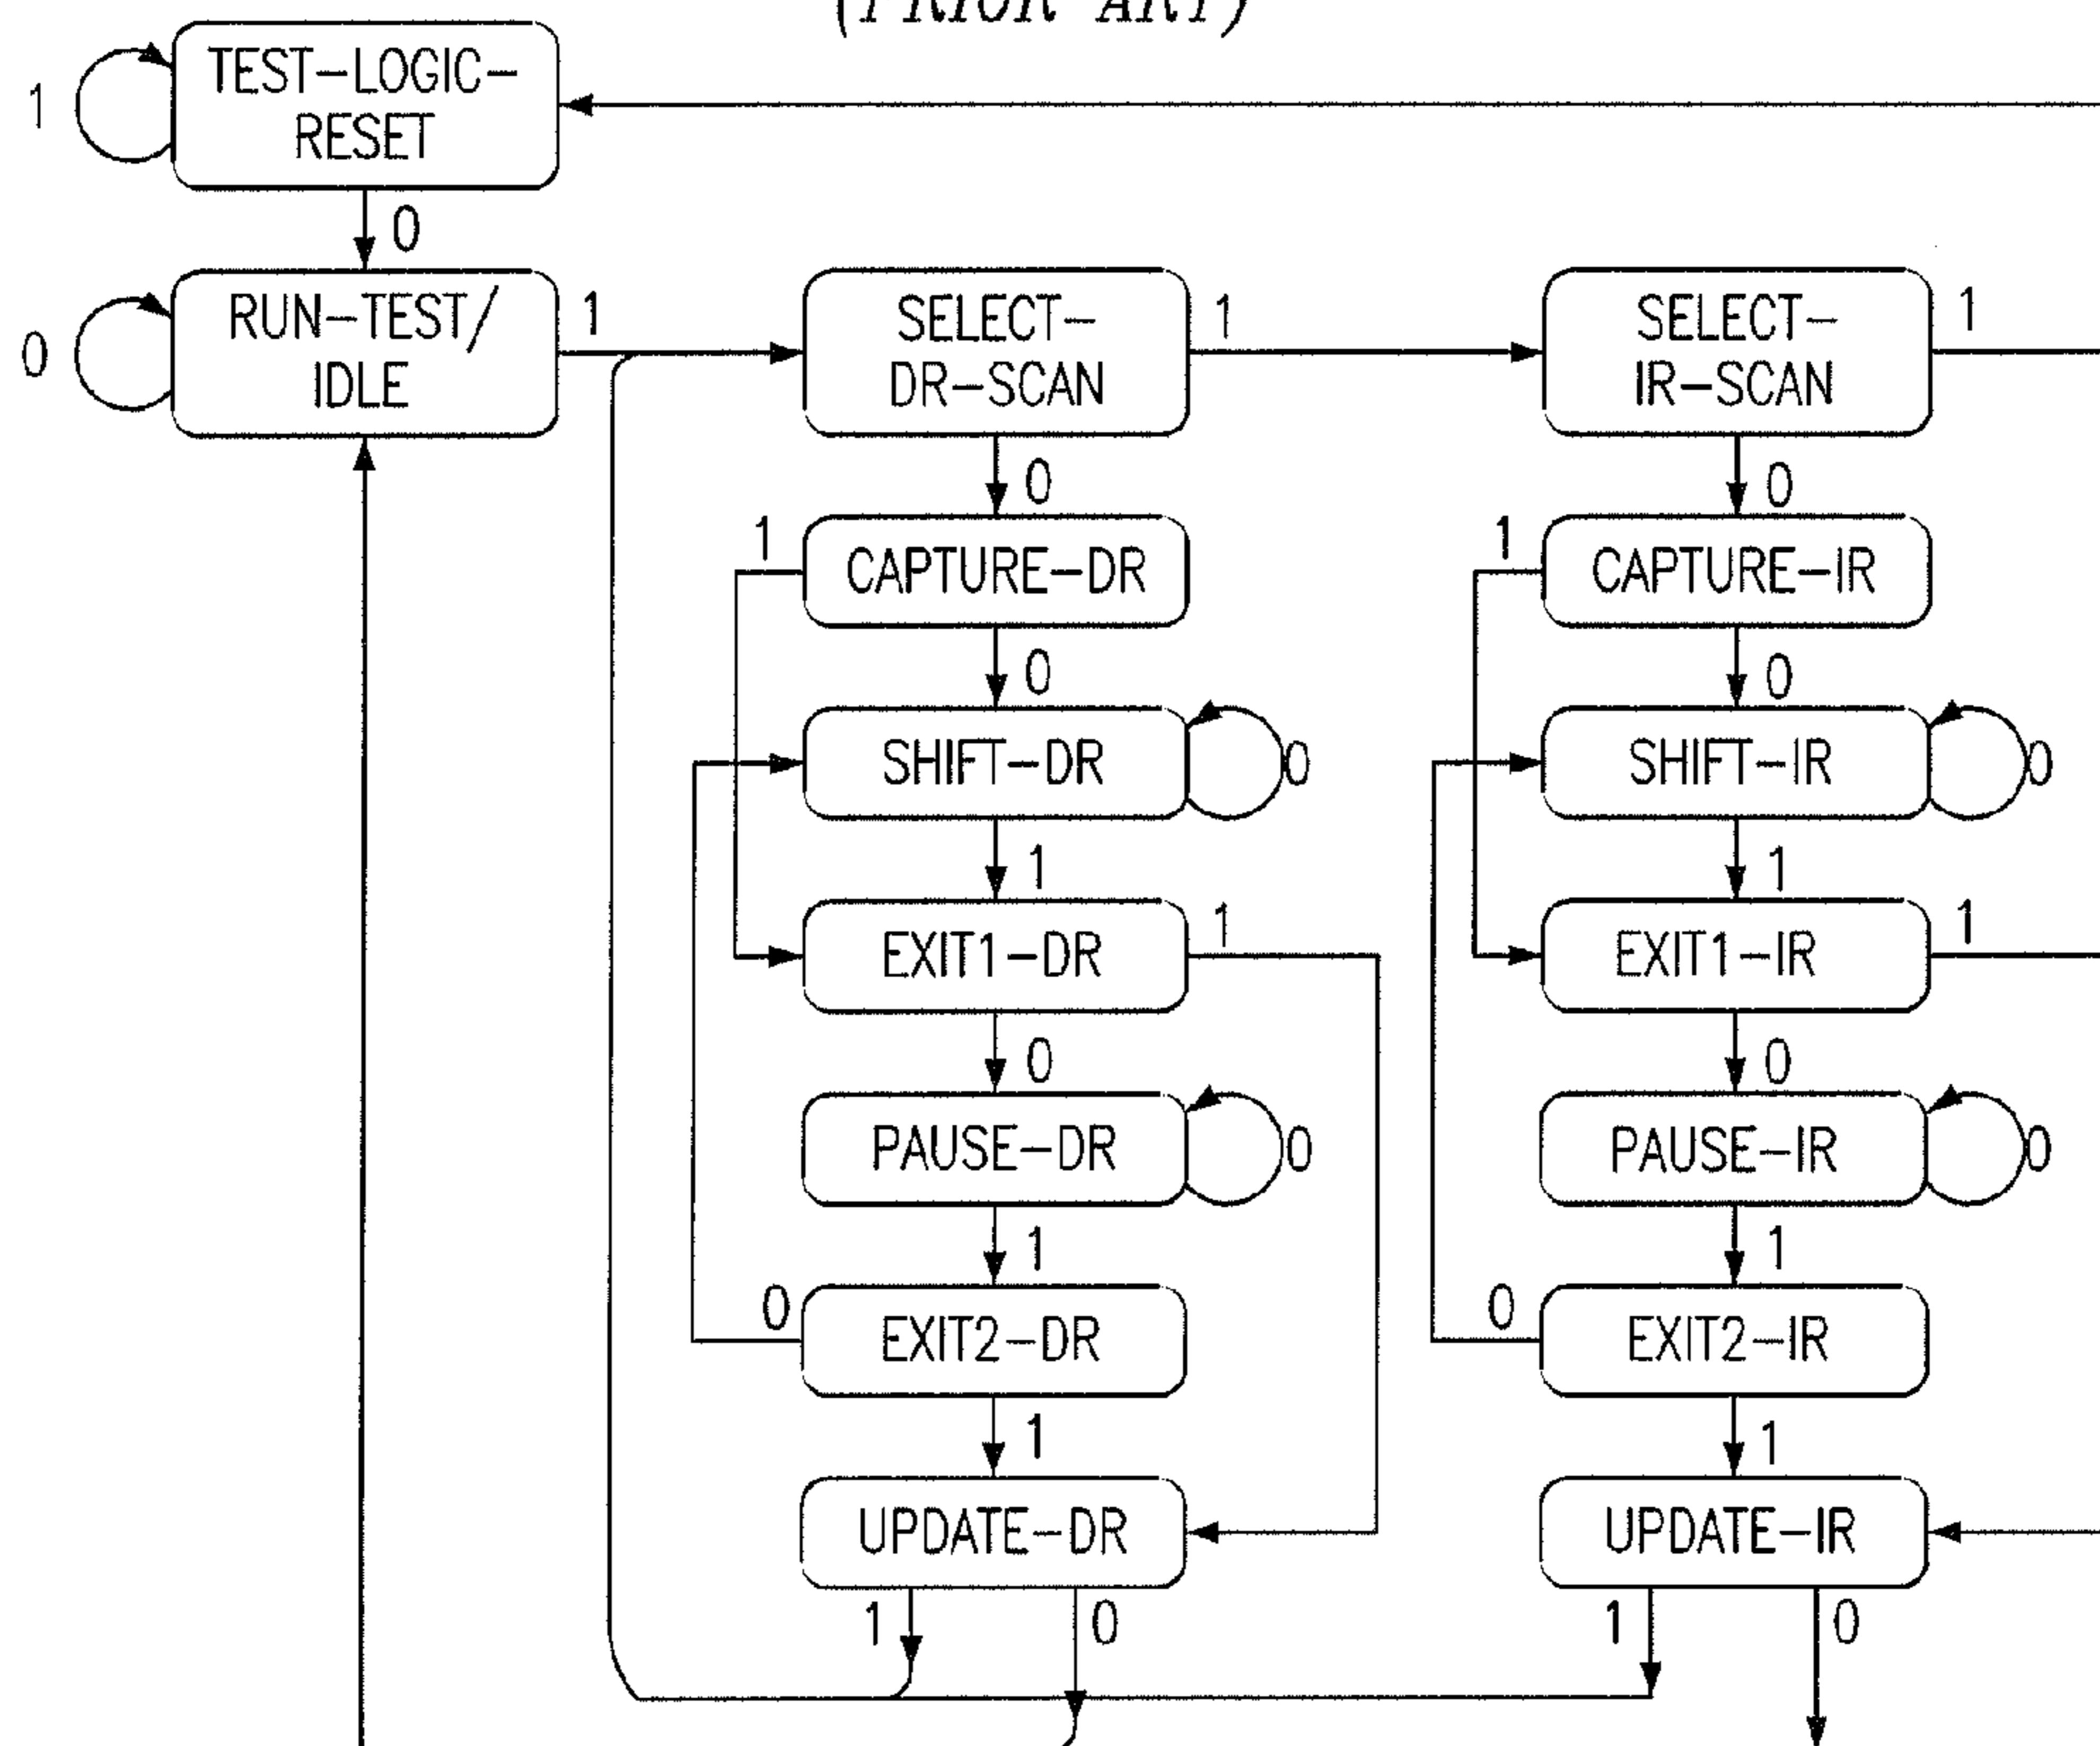 (PRIOR ART)
TEST-LOGIC-
RESET
1
0
RUN-TEST/
IDLE
0
1
SELECT-
DR-SCAN
1
SELECT-
IR-SCAN
1
0
0
1
CAPTURE-DR
1
CAPTURE-IR
0
0
SHIFT-DR
0
SHIFT-IR
0
1
1
EXIT1-DR
1
EXIT1-IR
1
0
0
PAUSE-DR
0
PAUSE-IR
0
1
1
0
EXIT2-DR
0
EXIT2-IR
1
1
UPDATE-DR
UPDATE-IR
1
0
1
0